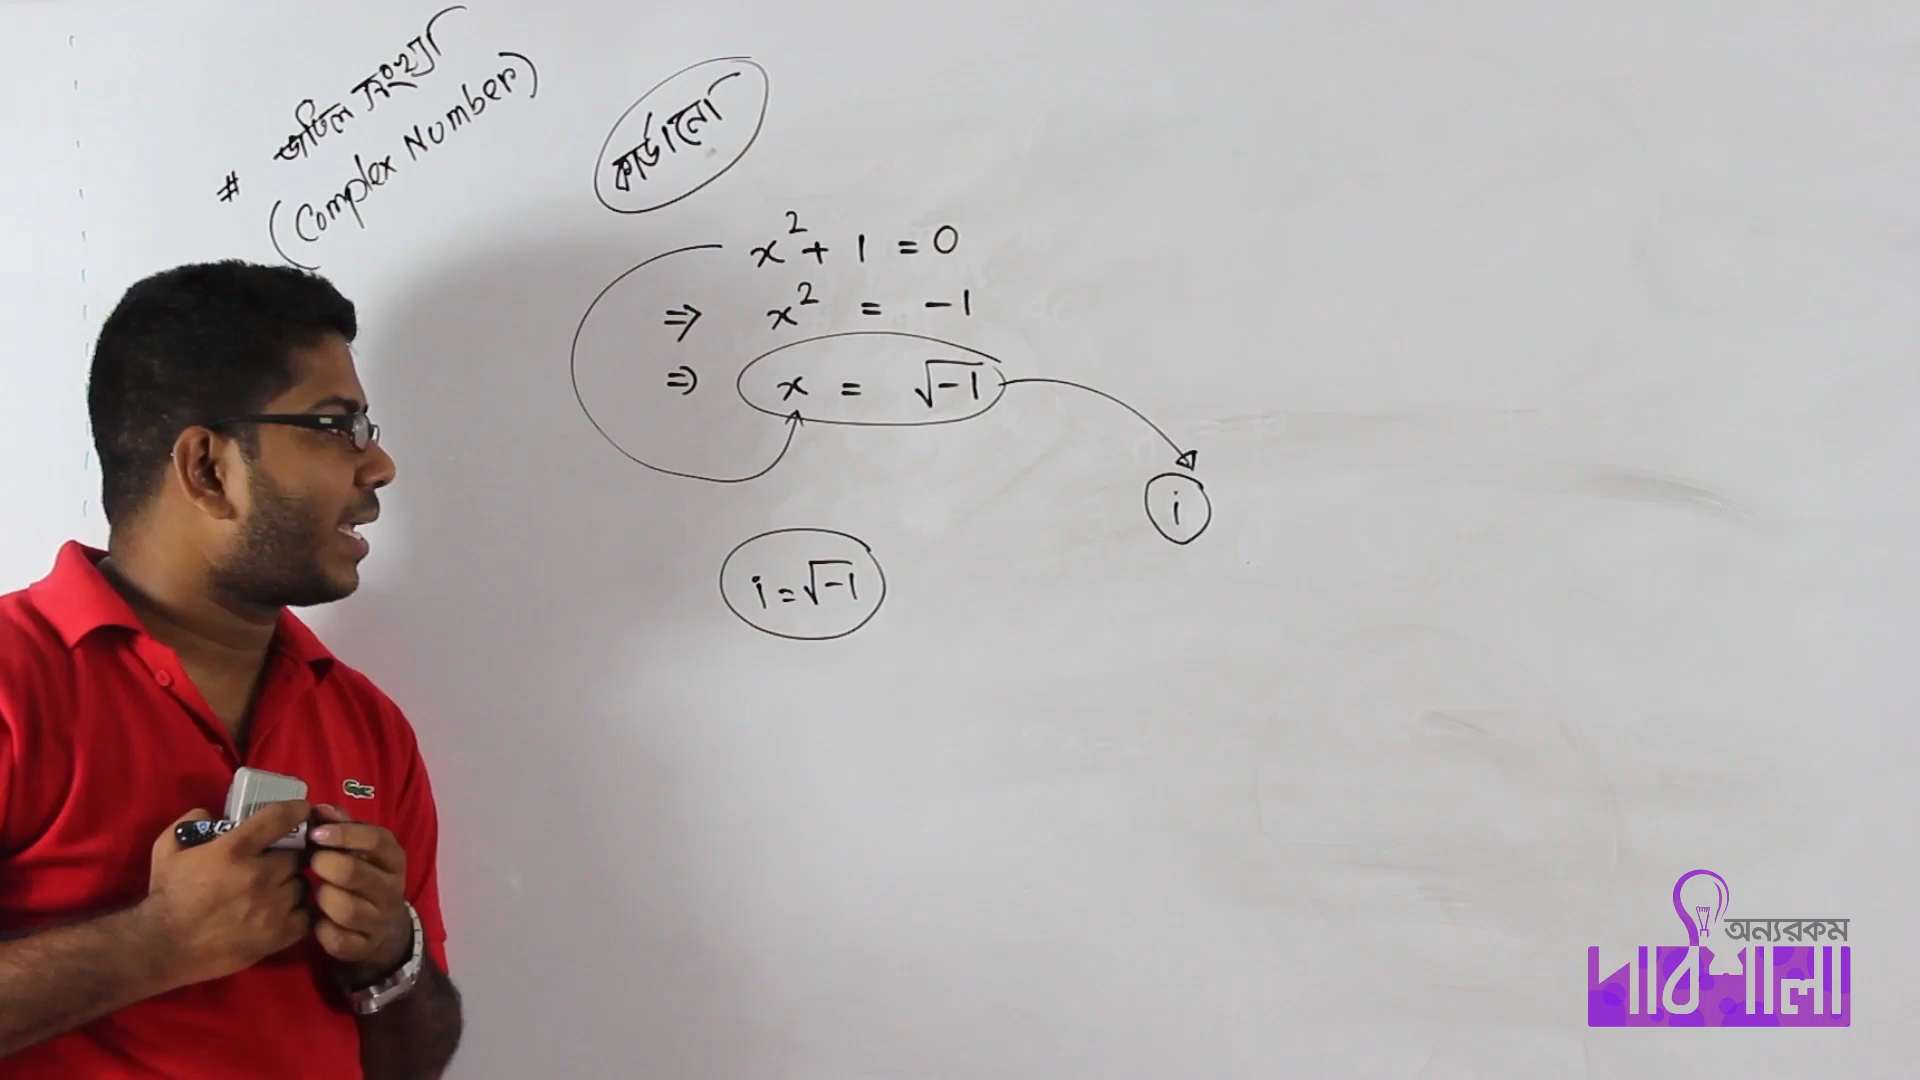 # জটিল সংখ্যা
(Complex Number)
কার্ডানো
x² + 1 = 0
⇒ x² = -1
⇒ x = √-1
i
i = √-1
অন্যরকম
পাঠশালা